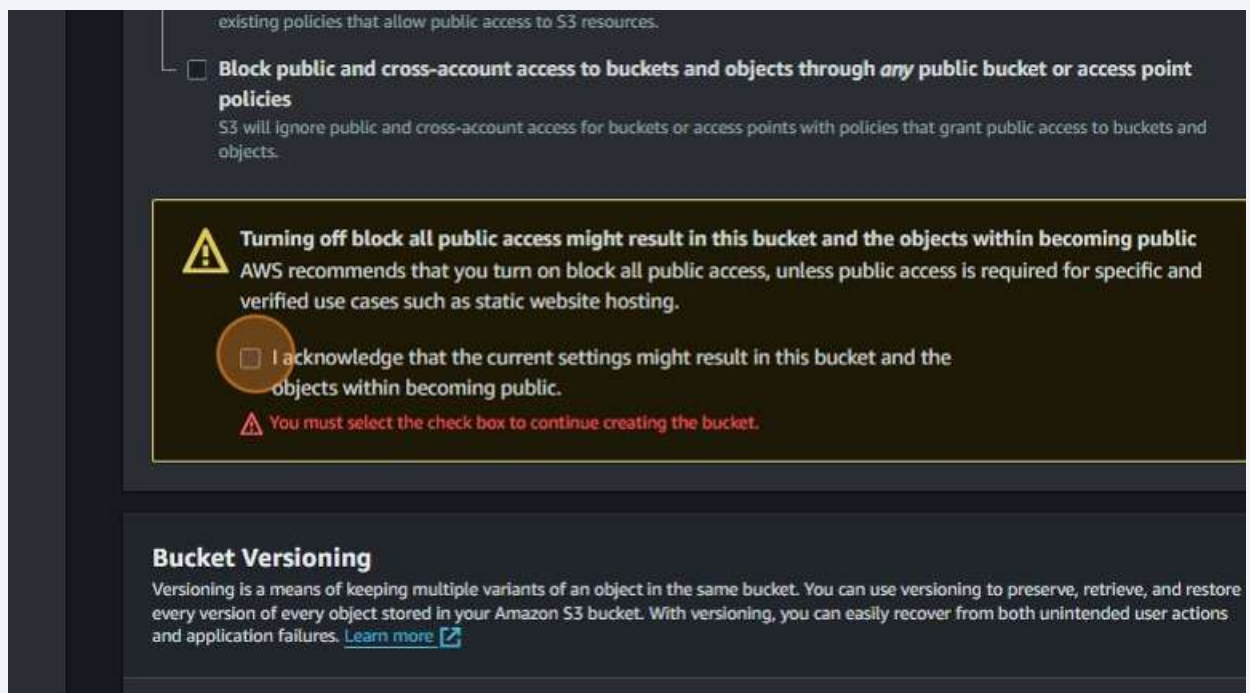 existing policies that allow public access to S3 resources.
Block public and cross-account access to buckets and objects through any public bucket or access point
policies
S3 will ignore public and cross-account access for buckets or access points with policies that grant public access to buckets and
objects.
Turning off block all public access might result in this bucket and the objects within becoming public
AWS recommends that you turn on block all public access, unless public access is required for specific and
verified use cases such as static website hosting.
I acknowledge that the current settings might result in this bucket and the
objects within becoming public.
You must select the check box to continue creating the bucket.
Bucket Versioning
Versioning is a means of keeping multiple variants of an object in the same bucket. You can use versioning to preserve, retrieve, and restore
every version of every object stored in your Amazon S3 bucket. With versioning, you can easily recover from both unintended user actions
and application failures. Learn more